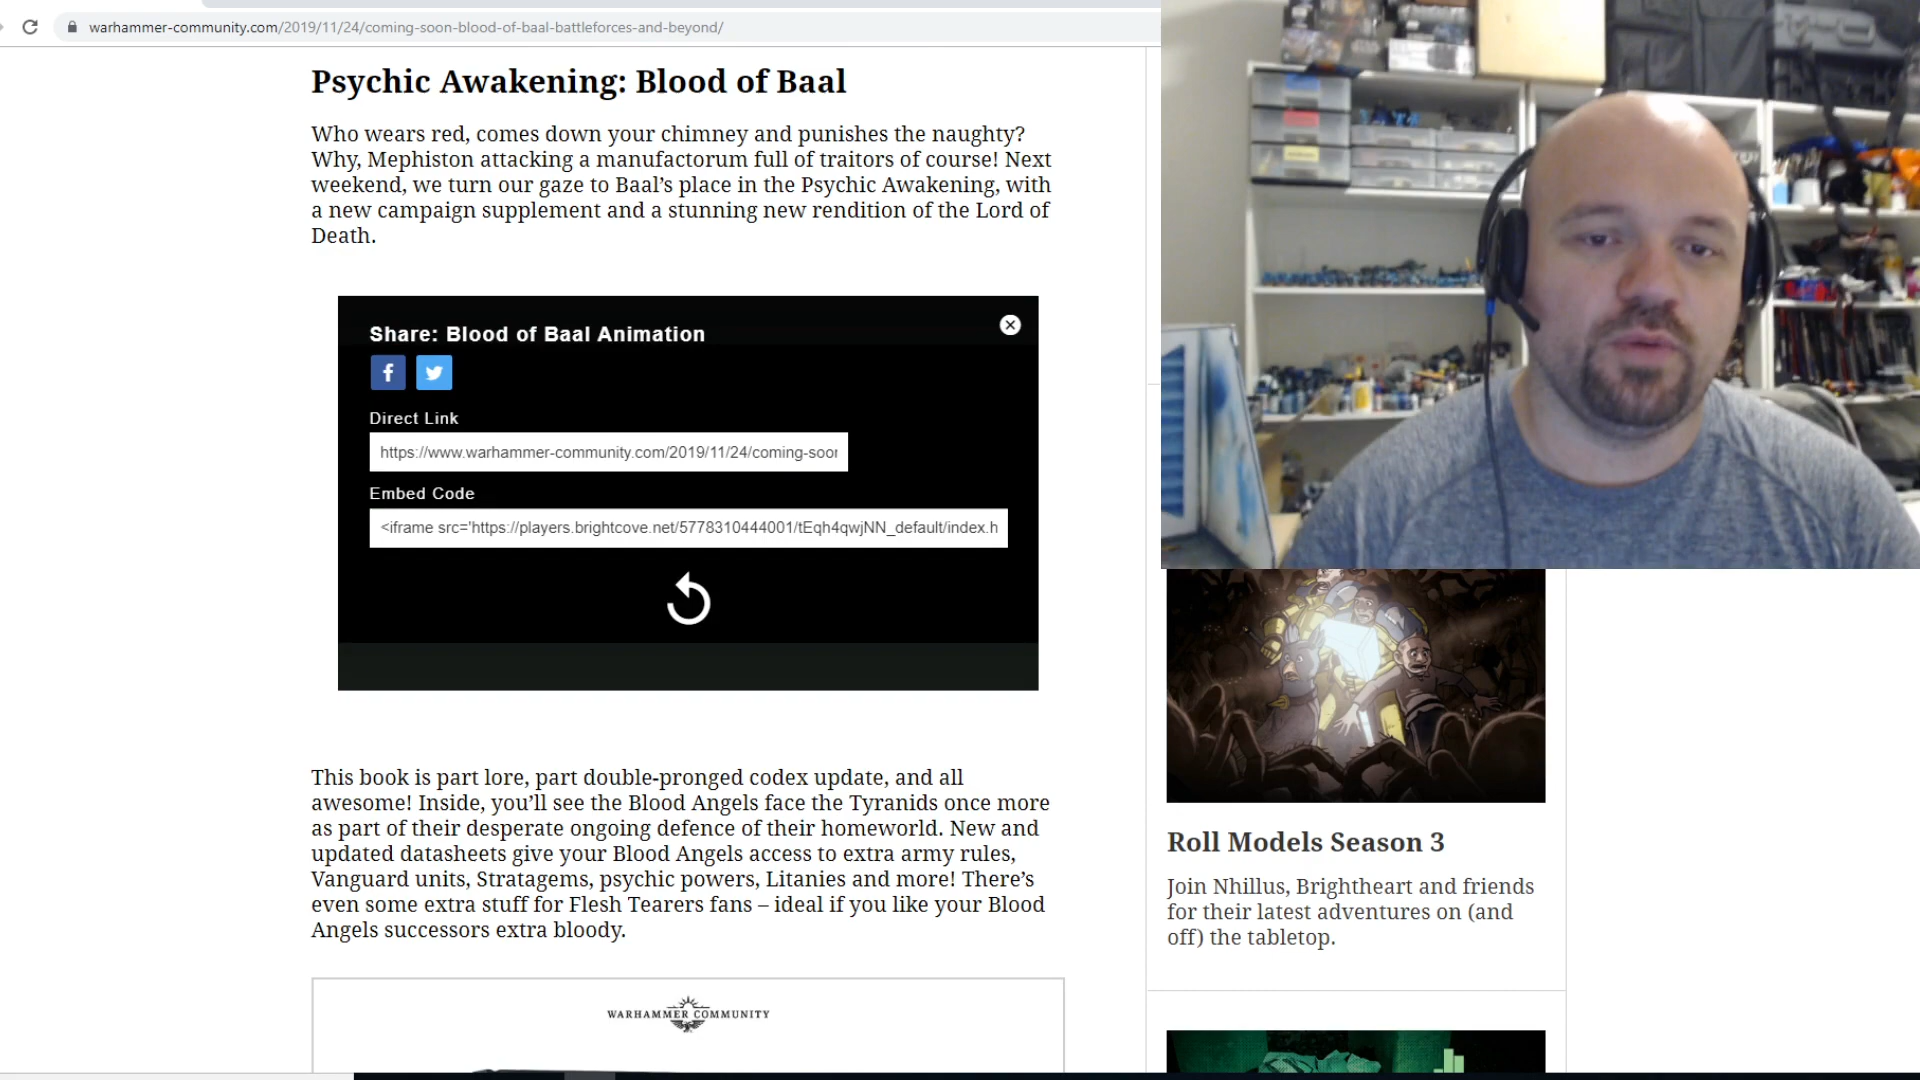 warhammer-community.com/2019/11/24/coming-soon-blood-of-baal-battleforces-and-beyond/
Psychic Awakening: Blood of Baal
Who wears red, comes down your chimney and punishes the naughty?
Why, Mephiston attacking a manufactorum full of traitors of course! Next
weekend, we turn our gaze to Baal’s place in the Psychic Awakening, with
a new campaign supplement and a stunning new rendition of the Lord of
Death.
Share: Blood of Baal Animation
Direct Link
https://www.warhammer-community.com/2019/11/24/coming-soon
Embed Code
<iframe src='https://players.brightcove.net/5778310444001/tEqh4qwjNN_default/index.h
This book is part lore, part double-pronged codex update, and all
awesome! Inside, you’ll see the Blood Angels face the Tyranids once more
as part of their desperate ongoing defence of their homeworld. New and
updated datasheets give your Blood Angels access to extra army rules,
Vanguard units, Stratagems, psychic powers, Litanies and more! There’s
even some extra stuff for Flesh Tearers fans – ideal if you like your Blood
Angels successors extra bloody.
WARHAMMER COMMUNITY
Roll Models Season 3
Join Nhillus, Brightheart and friends
for their latest adventures on (and
off) the tabletop.